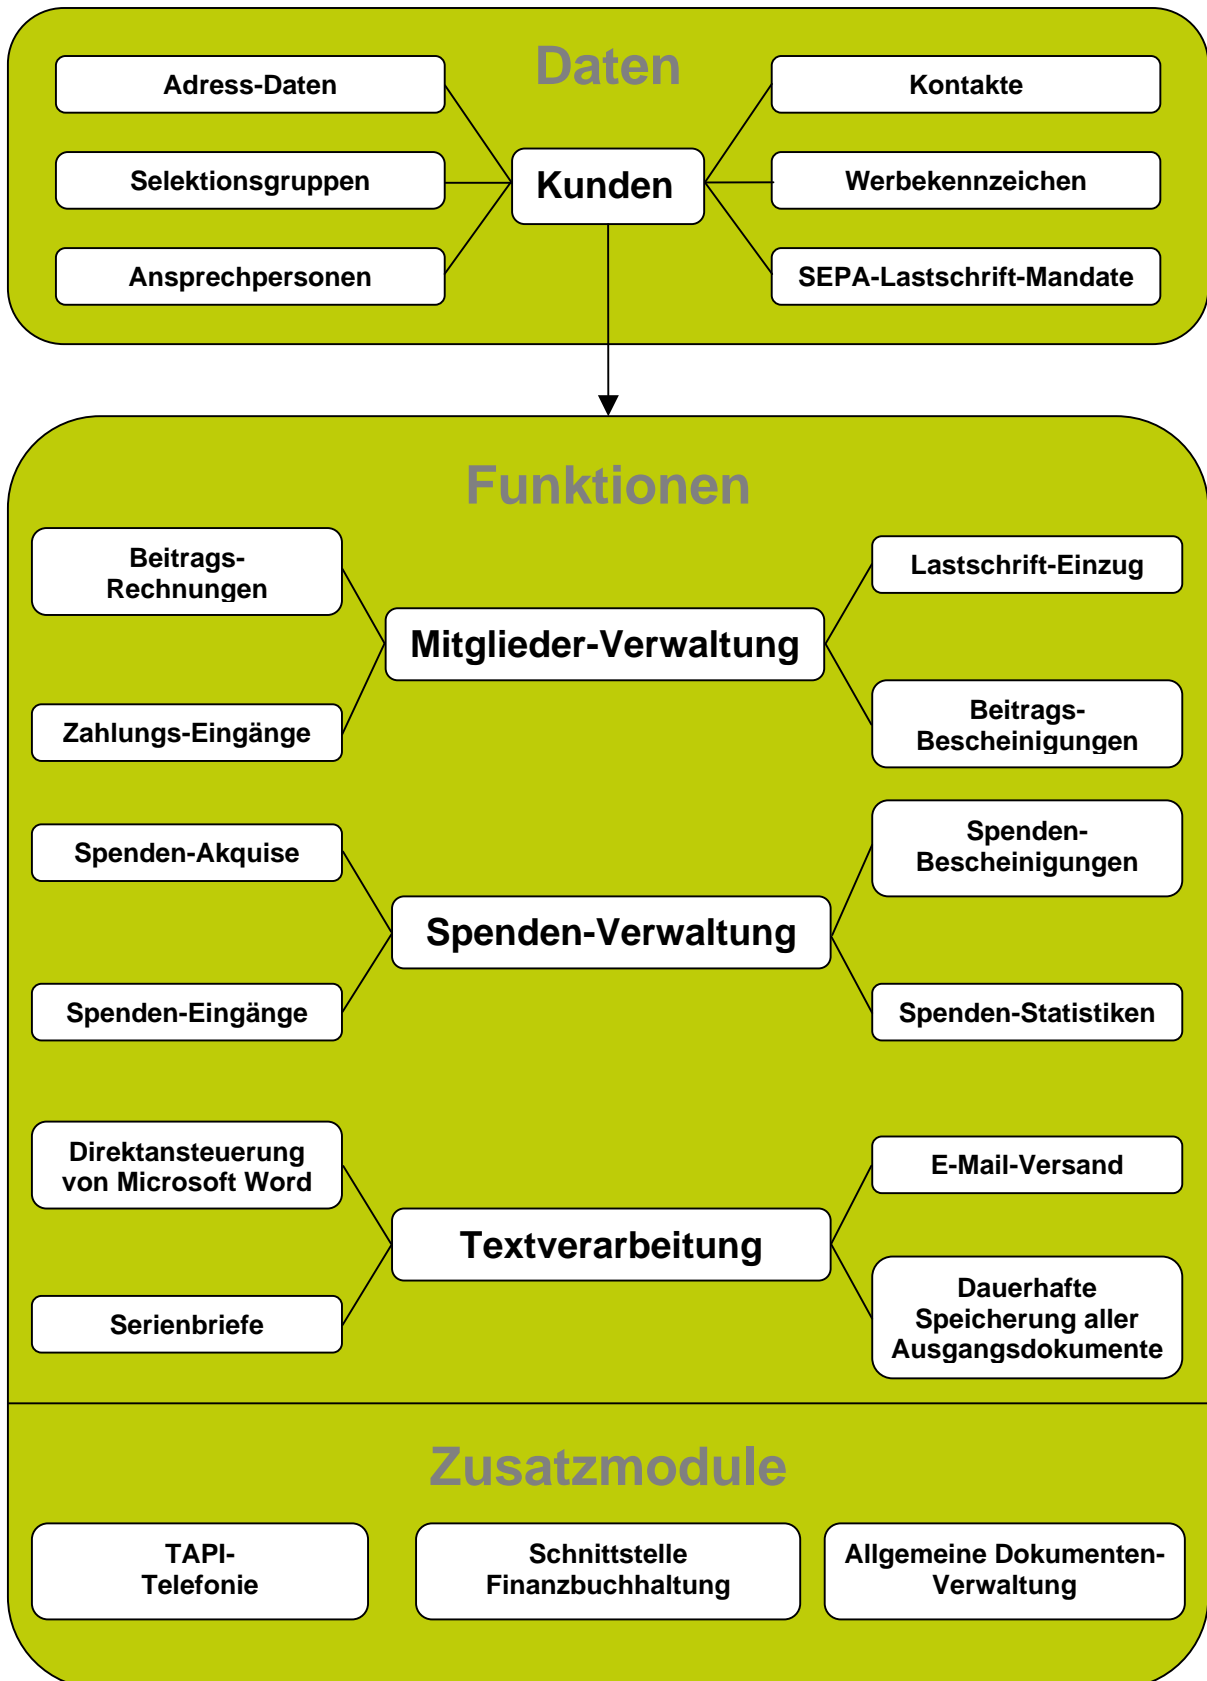 Daten
Adress-Daten
Kontakte
Selektionsgruppen
Kunden
Werbekennzeichen
Ansprechpersonen
SEPA-Lastschrift-Mandate
Funktionen
Beitrags-
Rechnungen
Lastschrift-Einzug
Mitglieder-Verwaltung
Zahlungs-Eingänge
Beitrags-
Bescheinigungen
Spenden-Akquise
Spenden-
Bescheinigungen
Spenden-Verwaltung
Spenden-Eingänge
Spenden-Statistiken
Direktansteuerung
von Microsoft Word
E-Mail-Versand
Textverarbeitung
Serienbriefe
Dauerhafte
Speicherung aller
Ausgangsdokumente
Zusatzmodule
TAPI-
Telefonie
Schnittstelle
Finanzbuchhaltung
Allgemeine Dokumenten-
Verwaltung